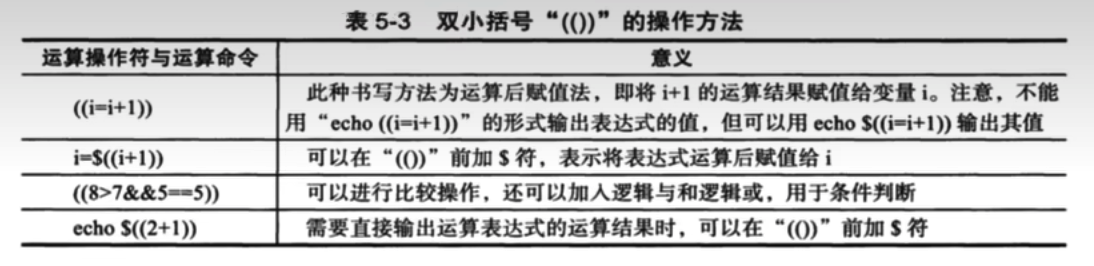 表 5-3 双小括号“(())”的操作方法
运算操作符与运算命令 意义
((i=i+1)) 此种书写方法为运算后赋值法，即将 i+1 的运算结果赋值给变量 i。注意，不能
用“echo ((i=i+1))”的形式输出表达式的值，但可以用 echo $((i=i+1)) 输出其值
i=$((i+1)) 可以在“(())”前加 $ 符，表示将表达式运算后赋值给 i
((8>7&&5==5)) 可以进行比较操作，还可以加入逻辑与和逻辑或，用于条件判断
echo $((2+1)) 需要直接输出运算表达式的运算结果时，可以在“(())”前加 $ 符